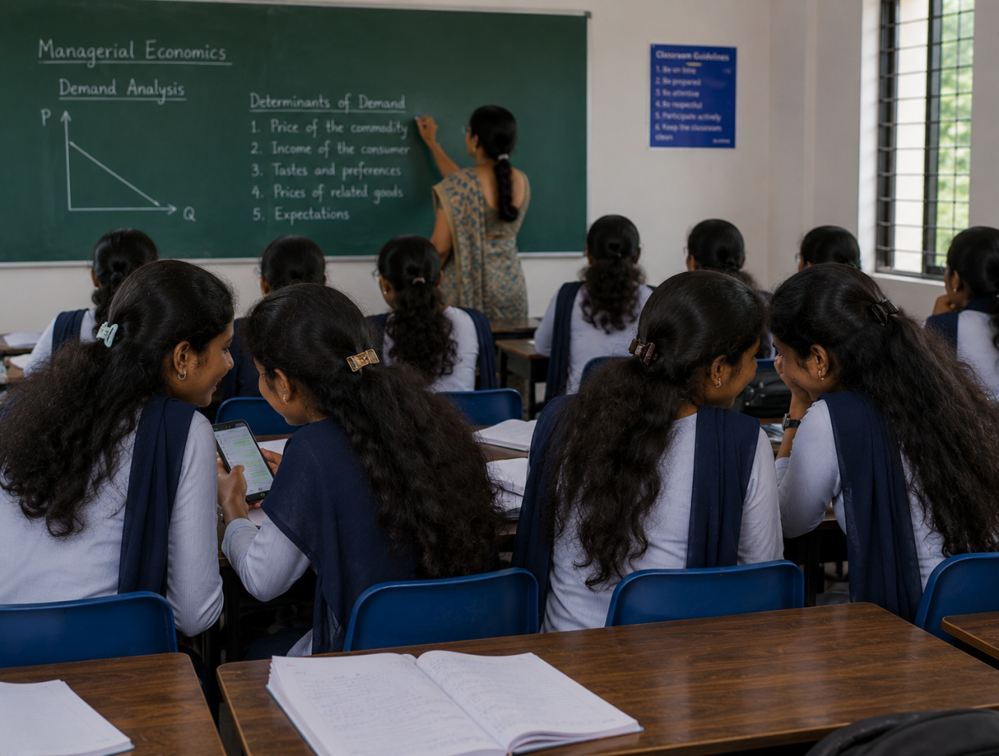 Managerial Economics
Demand Analysis
P
Q
Determinants of Demand
1. Price of the commodity
2. Income of the consumer
3. Tastes and preferences
4. Prices of related goods
5. Expectations
Classroom Guidelines
1. Be on time
2. Be prepared
3. Be attentive
4. Be respectful
5. Participate actively
6. Keep the classroom
clean